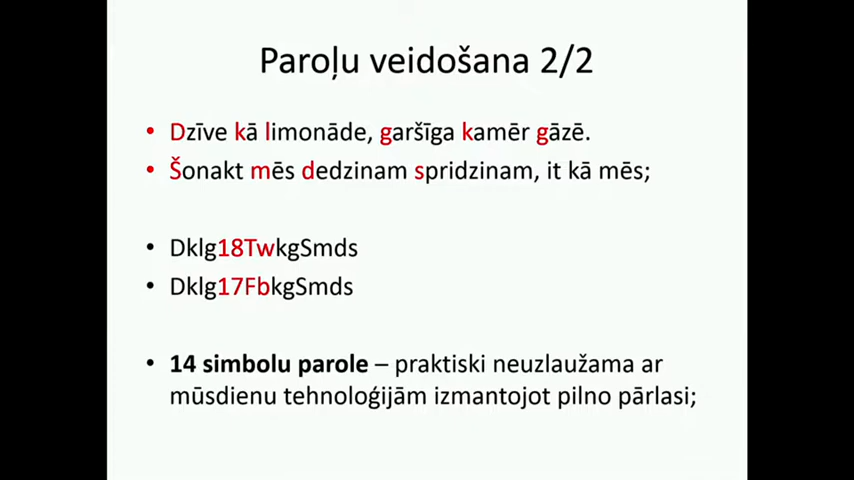 Paroļu veidošana 2/2
• Dzīve kā limonāde, garšīga kamēr gāzē.
• Šonakt mēs dedzinam spridzinam, it kā mēs;
• Dklg18TwkgSmds
• Dklg17FbkgSmds
• 14 simbolu parole – praktiski neuzlaužama ar
mūsdienu tehnoloģijām izmantojot pilno pārlasi;